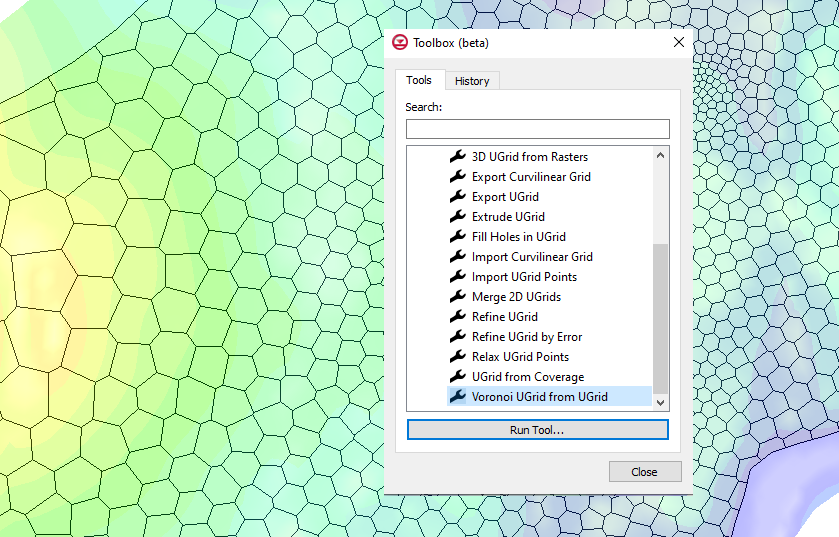 Toolbox (beta)
Tools
History
Search:
3D UGrid from Rasters
Export Curvilinear Grid
Export UGrid
Extrude UGrid
Fill Holes in UGrid
Import Curvilinear Grid
Import UGrid Points
Merge 2D UGrids
Refine UGrid
Refine UGrid by Error
Relax UGrid Points
UGrid from Coverage
Voronoi UGrid from UGrid
Run Tool...
Close